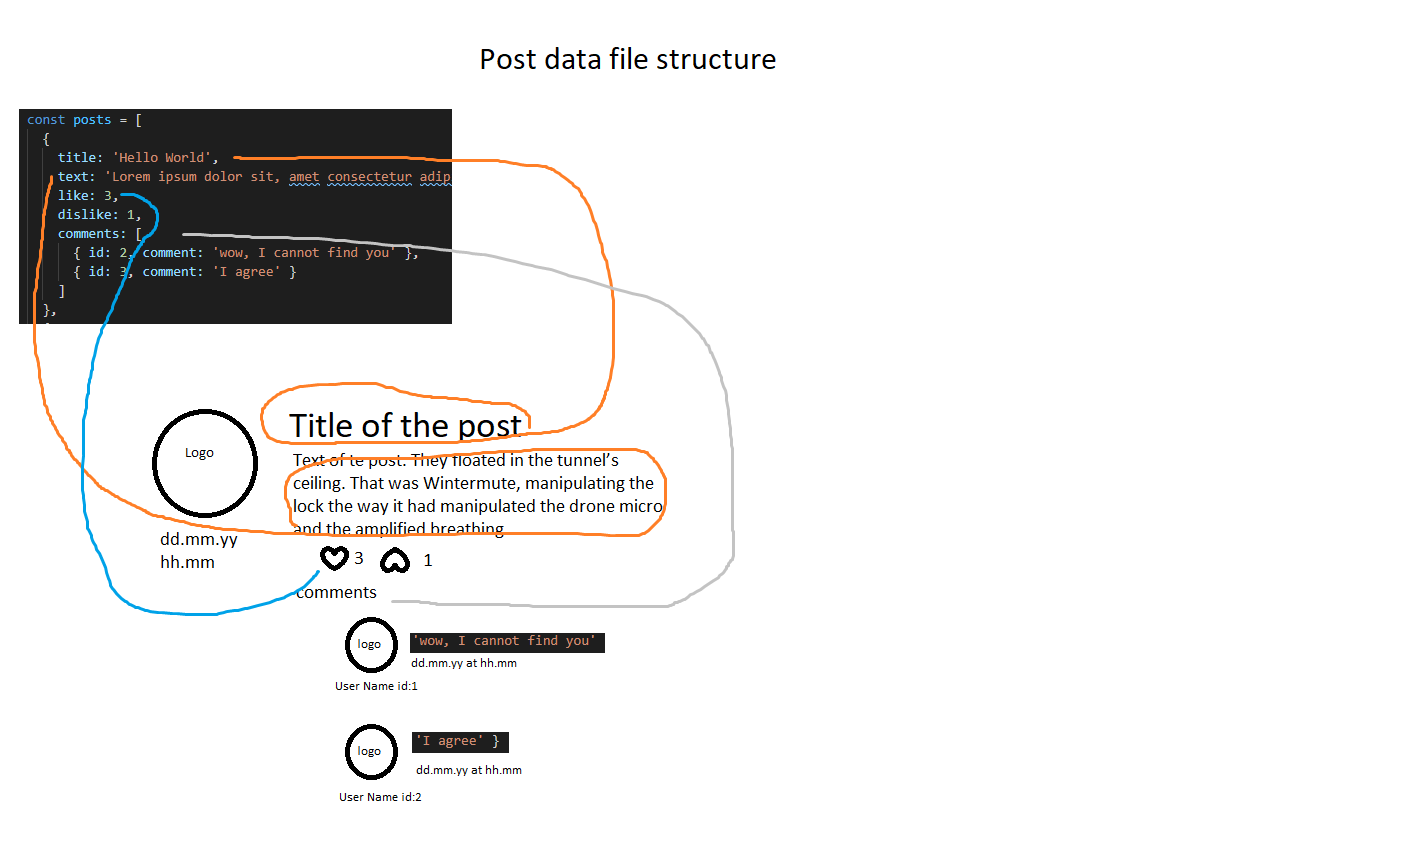 Post data file structure
const posts = [
{
title: 'Hello World',
text: 'Lorem ipsum dolor sit, amet consectetur adip
like: 3,
dislike: 1,
comments: [
{ id: 2, comment: 'wow, I cannot find you' },
{ id: 3, comment: 'I agree' }
]
},
Logo
dd.mm.yy
hh.mm
Title of the post
Text of te post. They floated in the tunnel’s
ceiling. That was Wintermute, manipulating the
lock the way it had manipulated the drone micro
and the amplified breathing
3 1
comments
logo
'wow, I cannot find you'
dd.mm.yy at hh.mm
User Name id:1
logo
'I agree' }
dd.mm.yy at hh.mm
User Name id:2